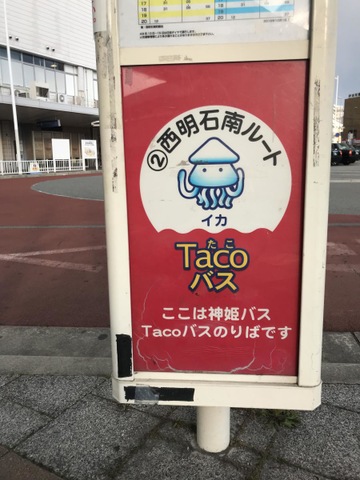 ②西明石南ルート
イカ
たこ
Taco
バス
ここは神姫バス
Tacoバスのりばです